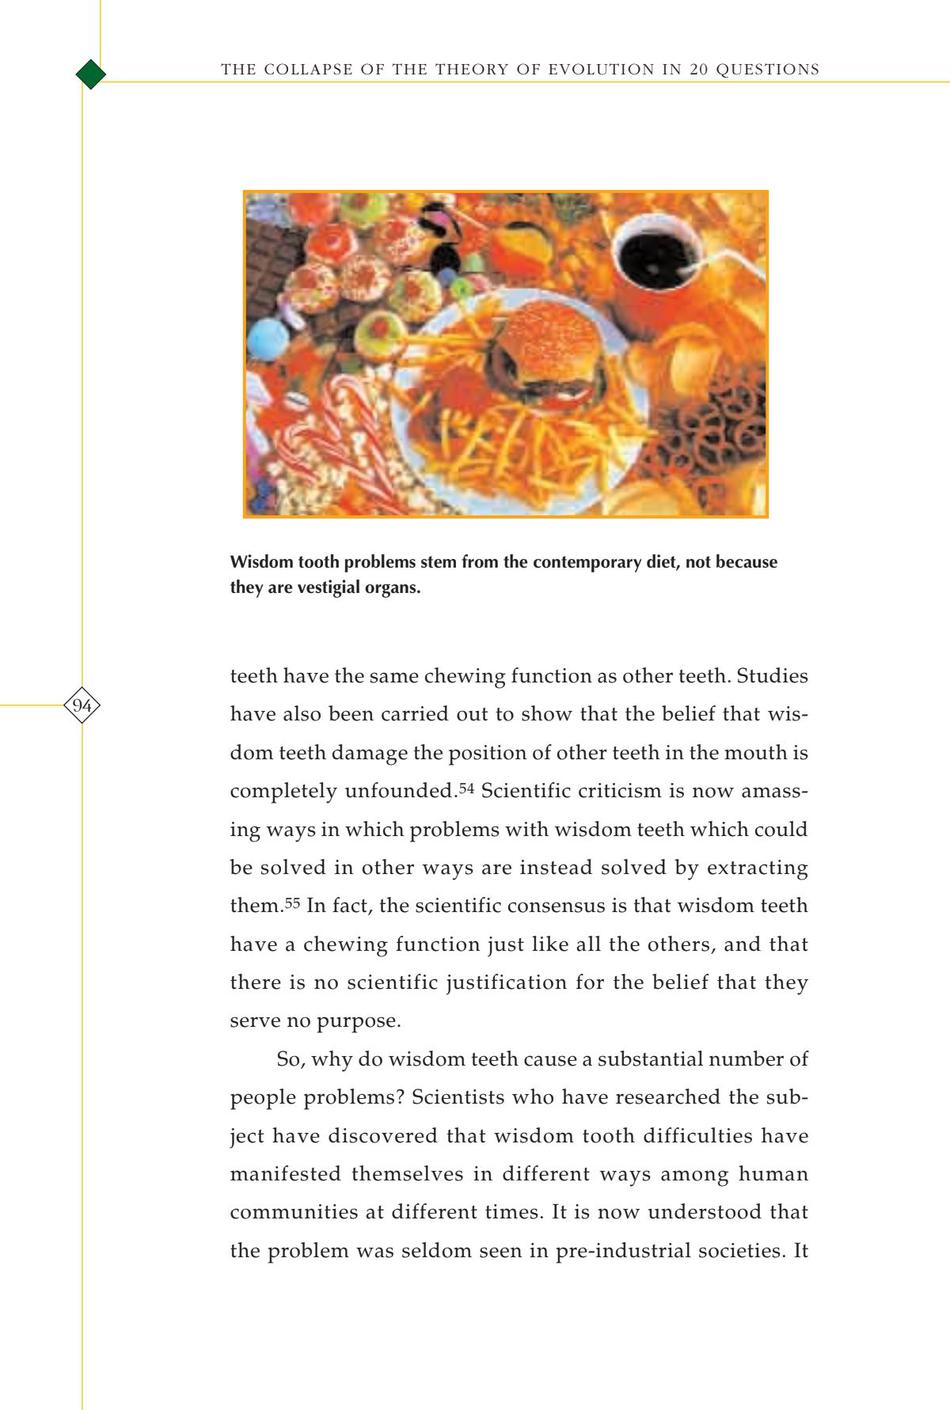 THE COLLAPSE OF THE THEORY OF EVOLUTION IN 20 QUESTIONS
Wisdom tooth problems stem from the contemporary diet, not because
they are vestigial organs.
teeth have the same chewing function as other teeth. Studies
have also been carried out to show that the belief that wis-
dom teeth damage the position of other teeth in the mouth is
completely unfounded.54 Scientific criticism is now amass-
ing ways in which problems with wisdom teeth which could
be solved in other ways are instead solved by extracting
them.55 In fact, the scientific consensus is that wisdom teeth
have a chewing function just like all the others, and that
there is no scientific justification for the belief that they
serve no purpose.
So, why do wisdom teeth cause a substantial number of
people problems? Scientists who have researched the sub-
ject have discovered that wisdom tooth difficulties have
manifested themselves in different ways among human
communities at different times. It is now understood that
the problem was seldom seen in pre-industrial societies. It
94